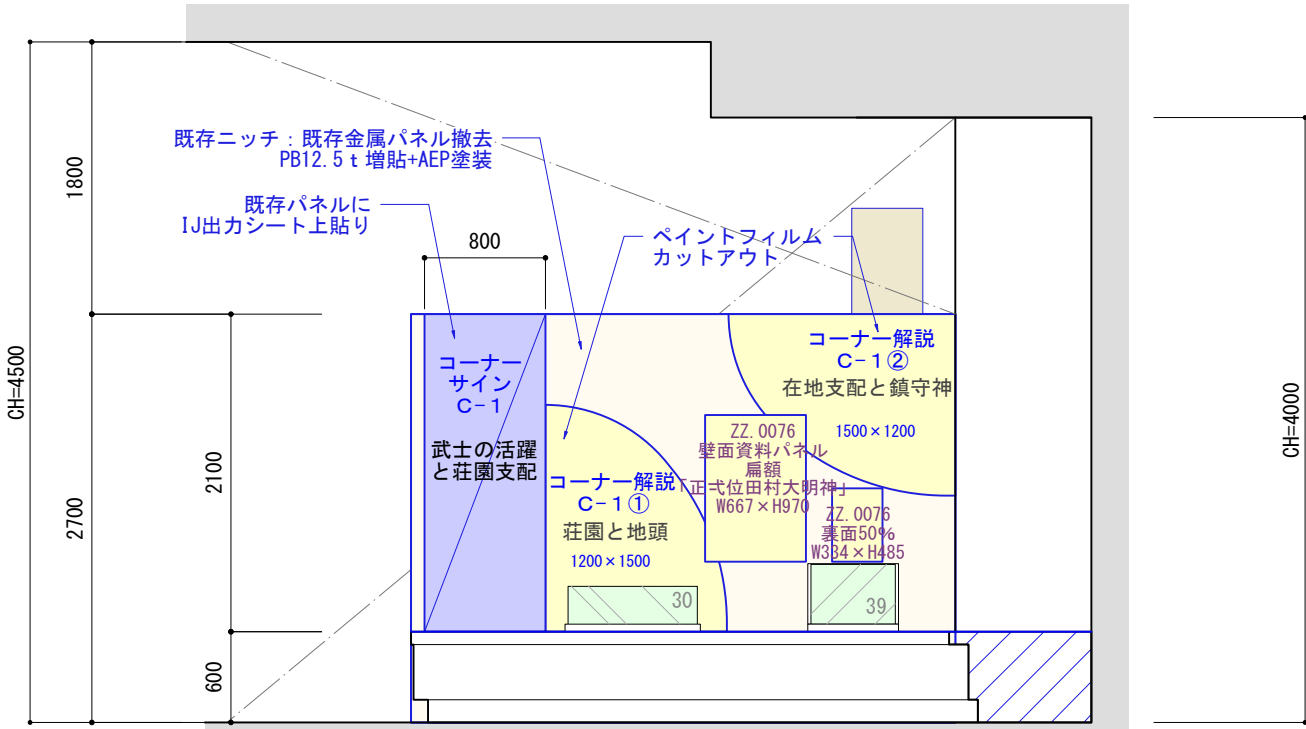 既存ニッチ：既存金属パネル撤去
PB12.5ｔ増貼+AEP塗装
既存パネルに
IJ出力シート上貼り
ペイントフィルム
カットアウト
800
1800
CH=4500
2100
2700
600
CH=4000
コーナー
サイン
C-1
武士の活躍
と荘園支配
コーナー解説
C-1①
荘園と地頭
1200×1500
コーナー解説
C-1②
在地支配と鎮守神
1500×1200
ZZ.0076
壁面資料パネル
扁額
「正弌位田村大明神」
W667×H970
ZZ.0076
裏面50%
W334×H485
30
39